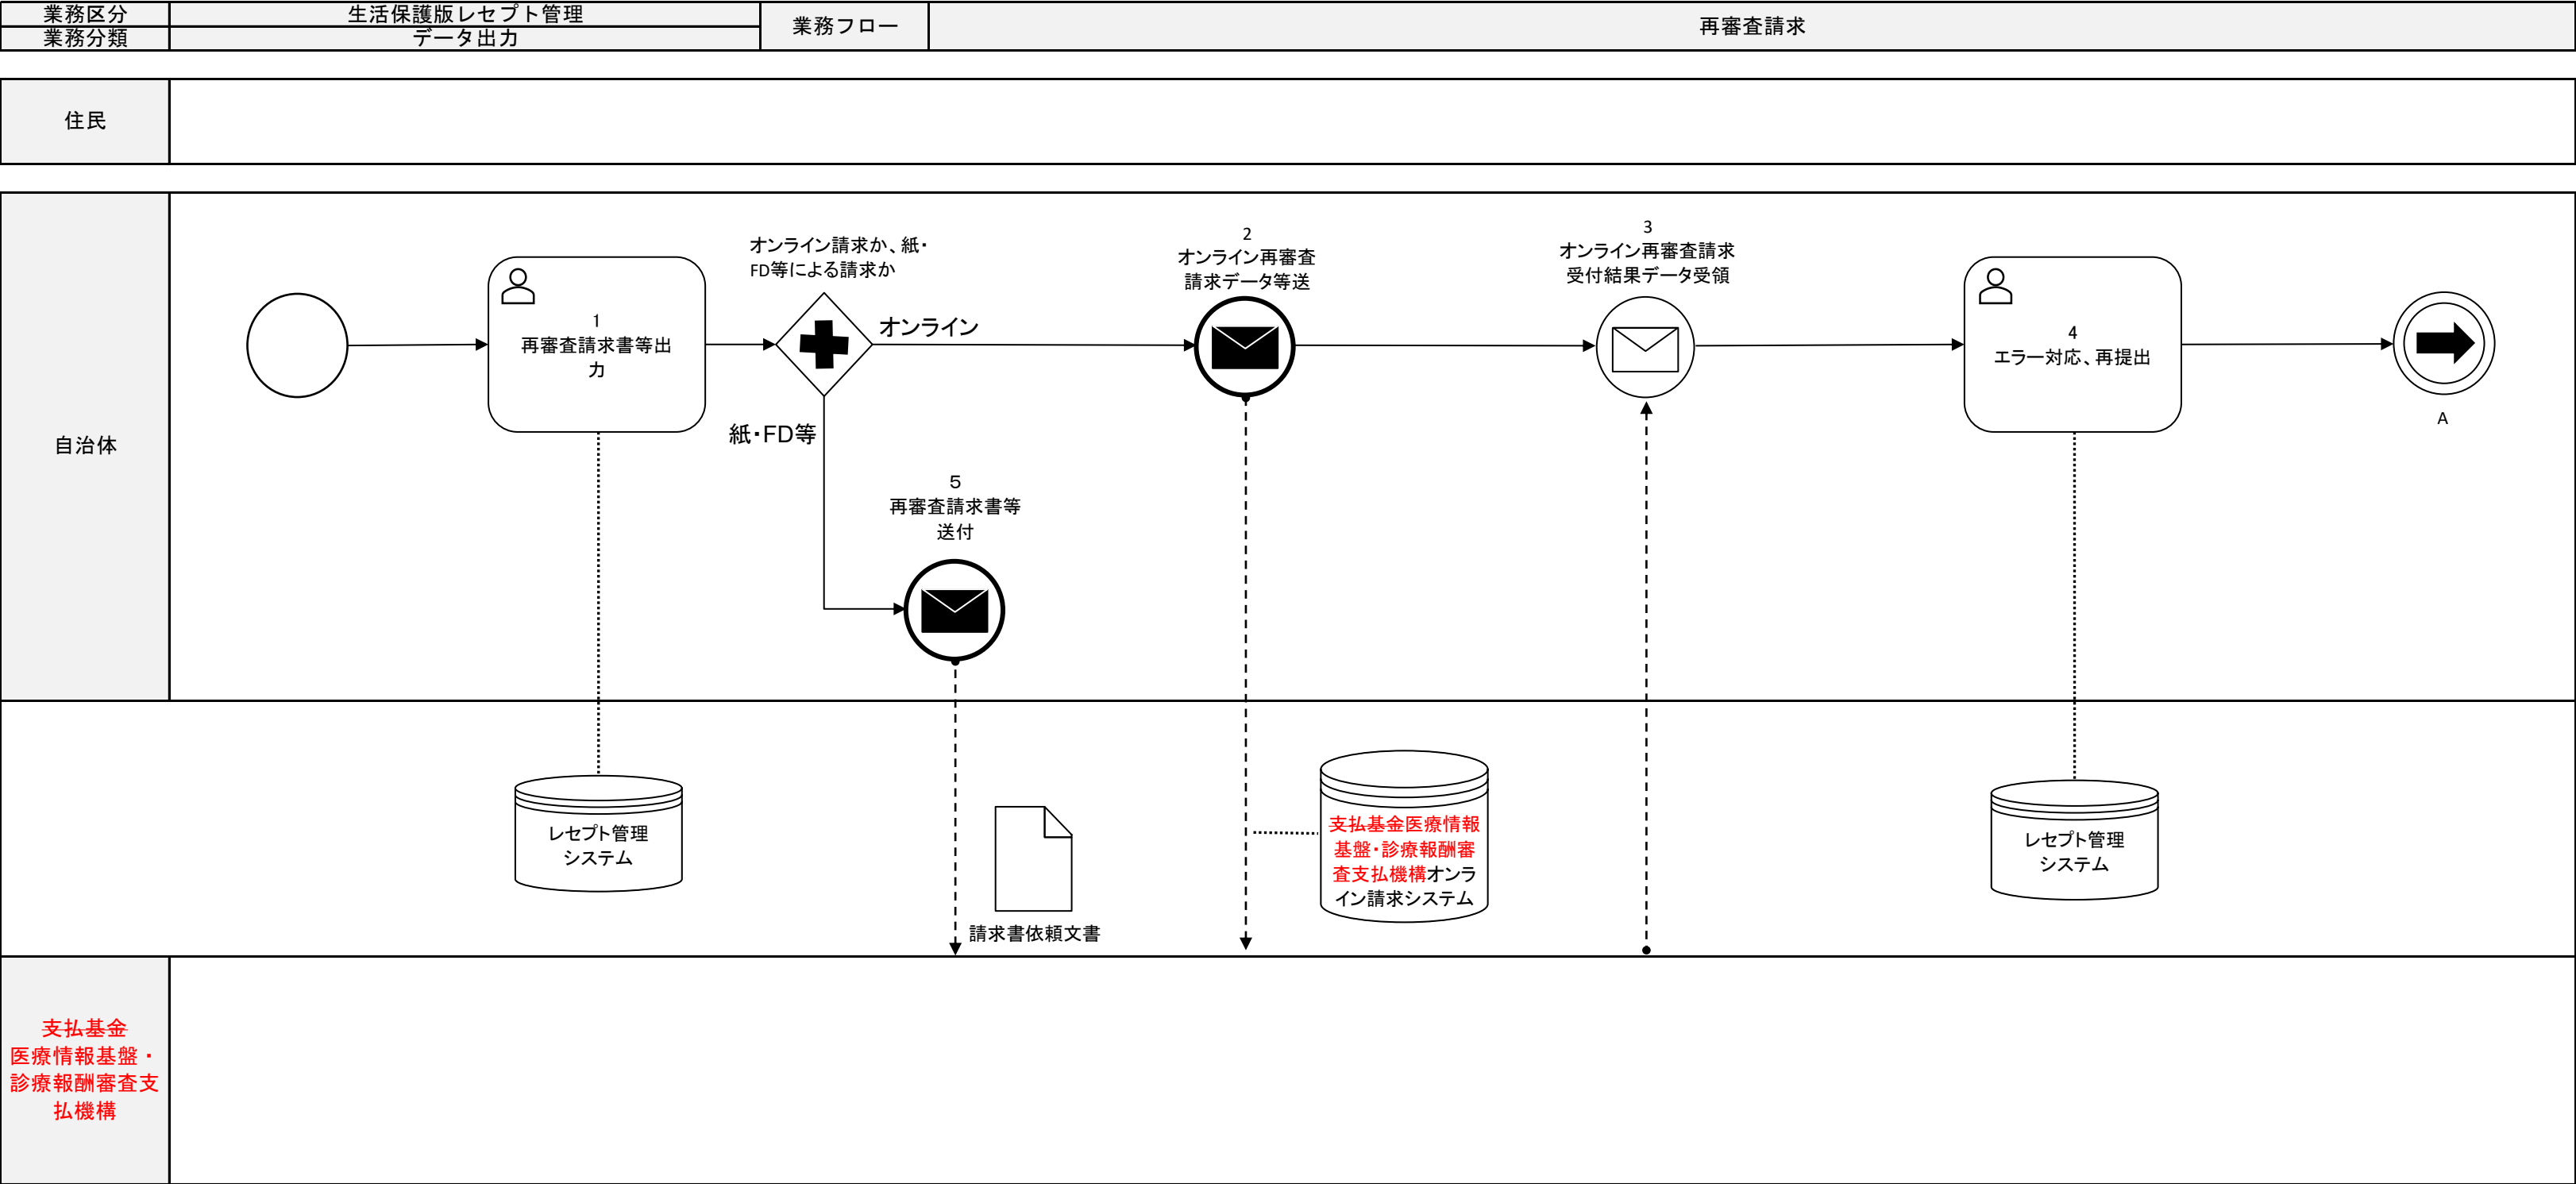 業務区分
生活保護版レセプト管理
業務フロー
再審査請求
業務分類
データ出力
住民
自治体
1
再審査請求書等出
力
オンライン請求か、紙・
FD等による請求か
オンライン
紙・FD等
2
オンライン再審査
請求データ等送
3
オンライン再審査請求
受付結果データ受領
4
エラー対応、再提出
A
5
再審査請求書等
送付
レセプト管理
システム
請求書依頼文書
支払基金医療情報
基盤・診療報酬審
査支払機構オンラ
イン請求システム
レセプト管理
システム
支払基金
医療情報基盤・
診療報酬審査支
払機構